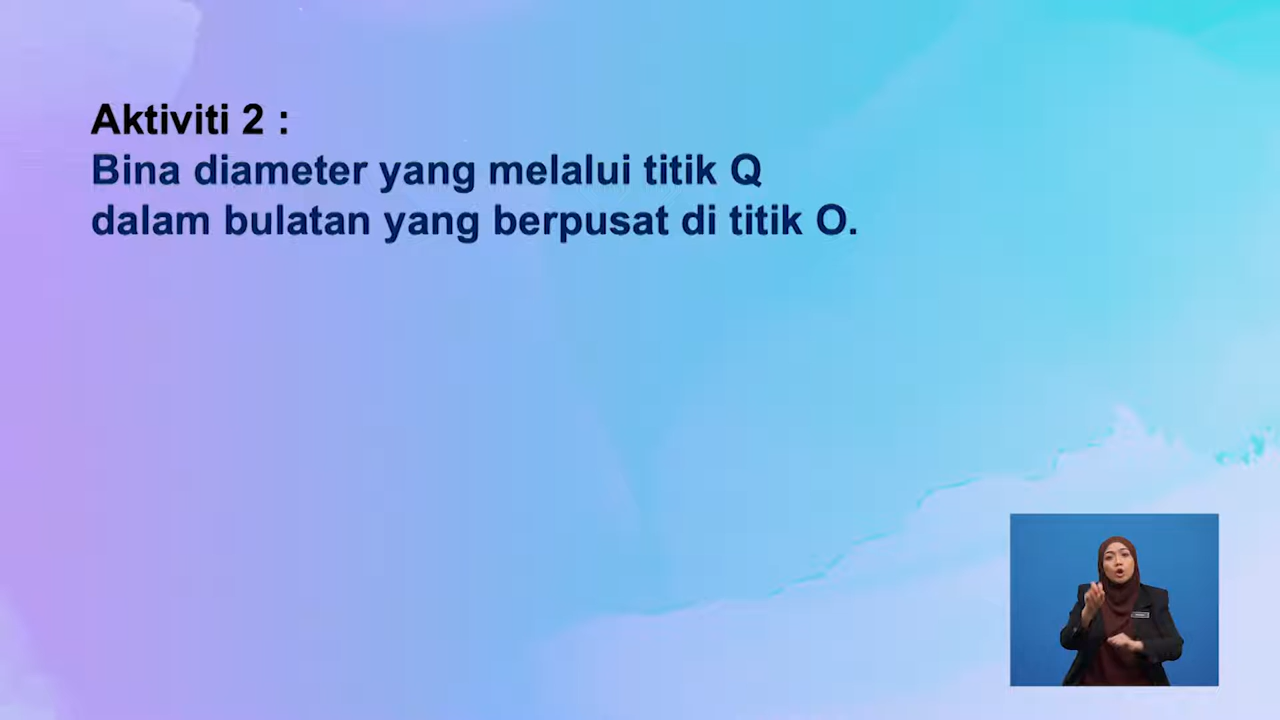 Aktiviti 2 :
Bina diameter yang melalui titik Q
dalam bulatan yang berpusat di titik O.